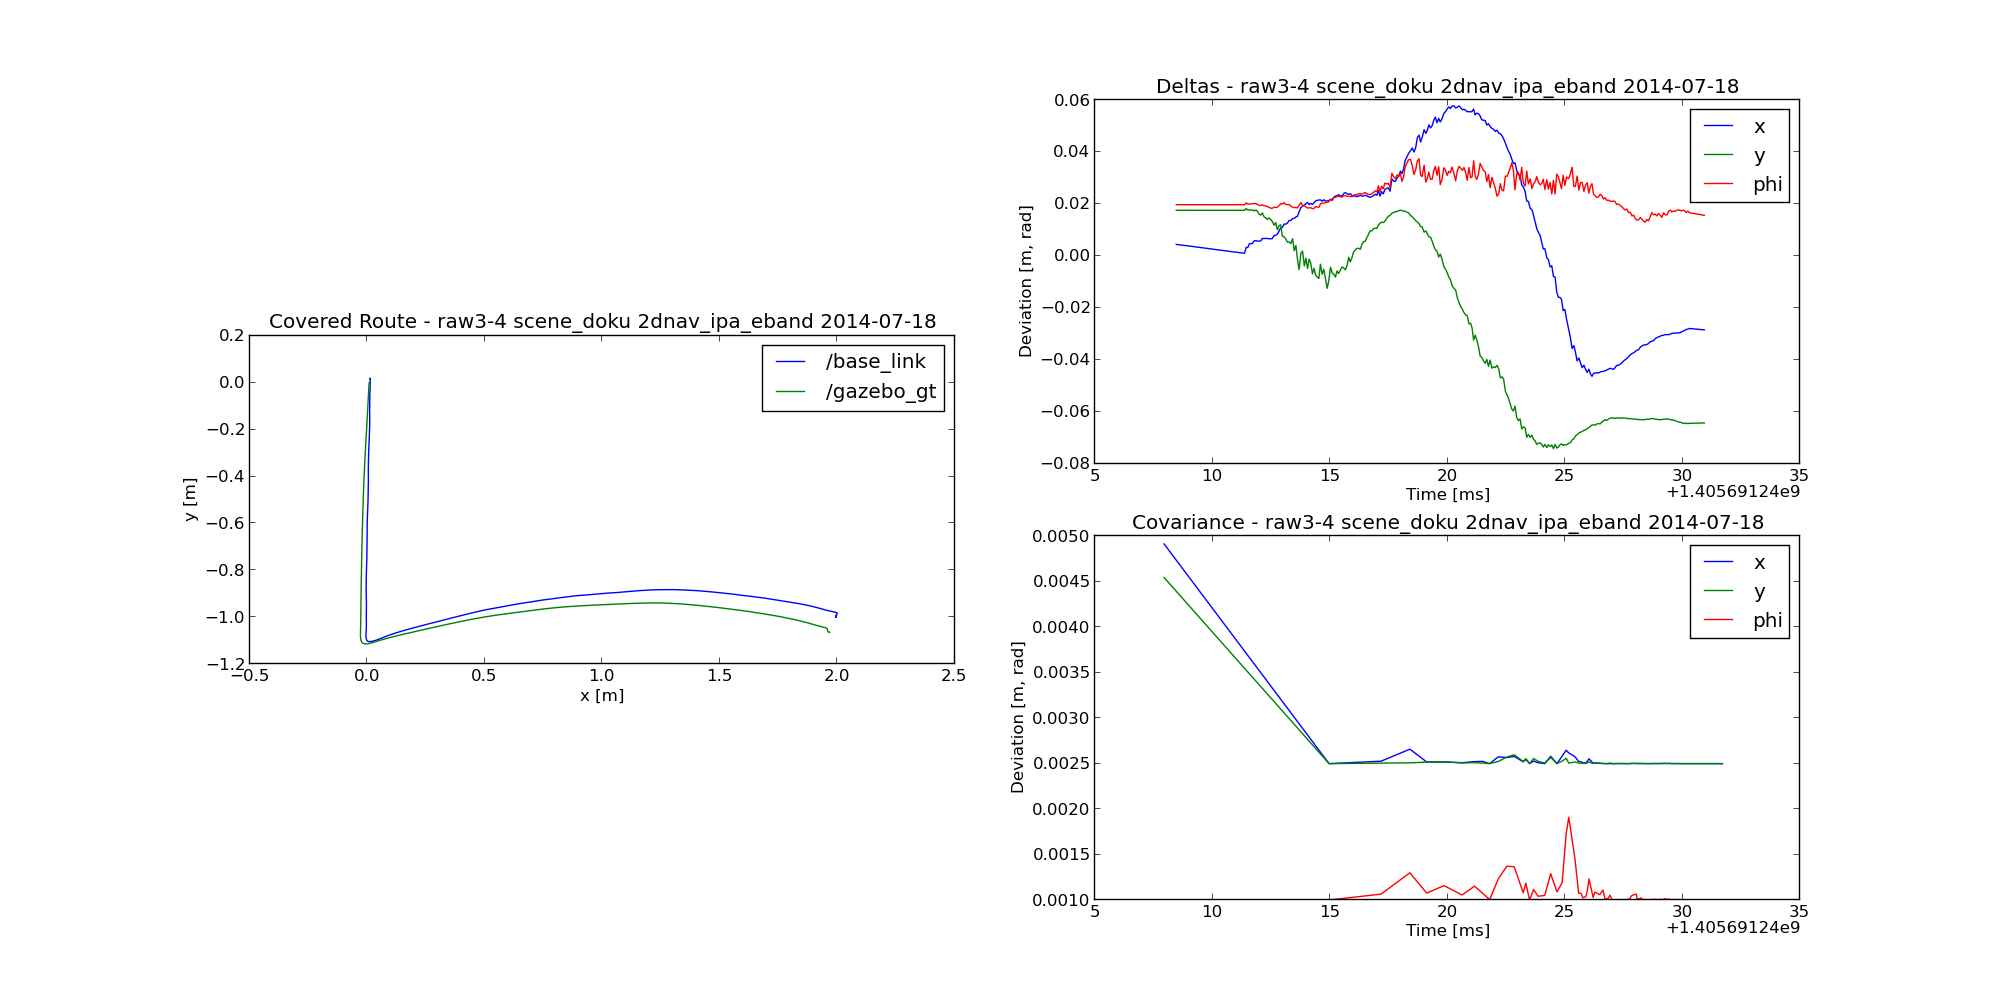 Covered Route - raw3-4 scene_doku 2dnav_ipa_eband 2014-07-18
/base_link
/gazebo_gt
0.2
0.0
−0.2
−0.4
−0.6
−0.8
−1.0
−1.2
y [m]
−0.5 0.0 0.5 1.0 1.5 2.0 2.5
x [m]
Deltas - raw3-4 scene_doku 2dnav_ipa_eband 2014-07-18
x
y
phi
0.06
0.04
0.02
0.00
−0.02
−0.04
−0.06
−0.08
Deviation [m, rad]
5 10 15 20 25 30 35
Time [ms]
+1.40569124e9
Covariance - raw3-4 scene_doku 2dnav_ipa_eband 2014-07-18
x
y
phi
0.0050
0.0045
0.0040
0.0035
0.0030
0.0025
0.0020
0.0015
0.0010
Deviation [m, rad]
5 10 15 20 25 30 35
Time [ms]
+1.40569124e9